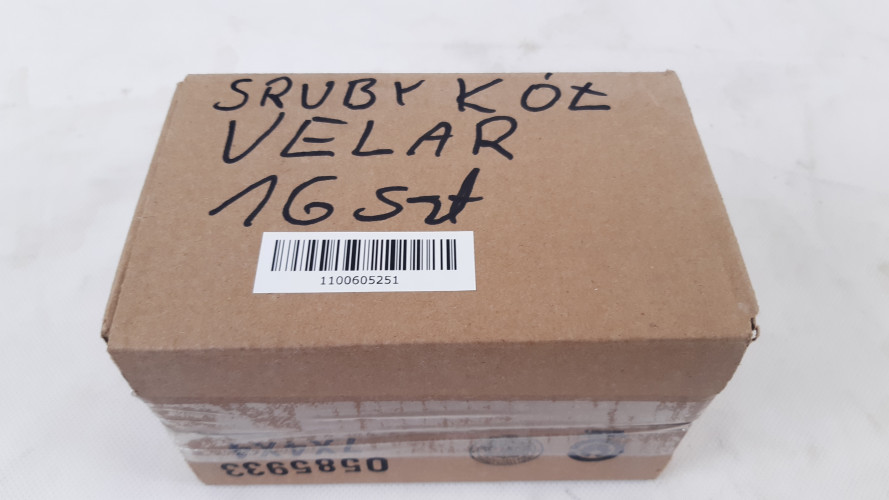 SRUBY KÓŁ
VELAR
16 szt
1100605251
0585933